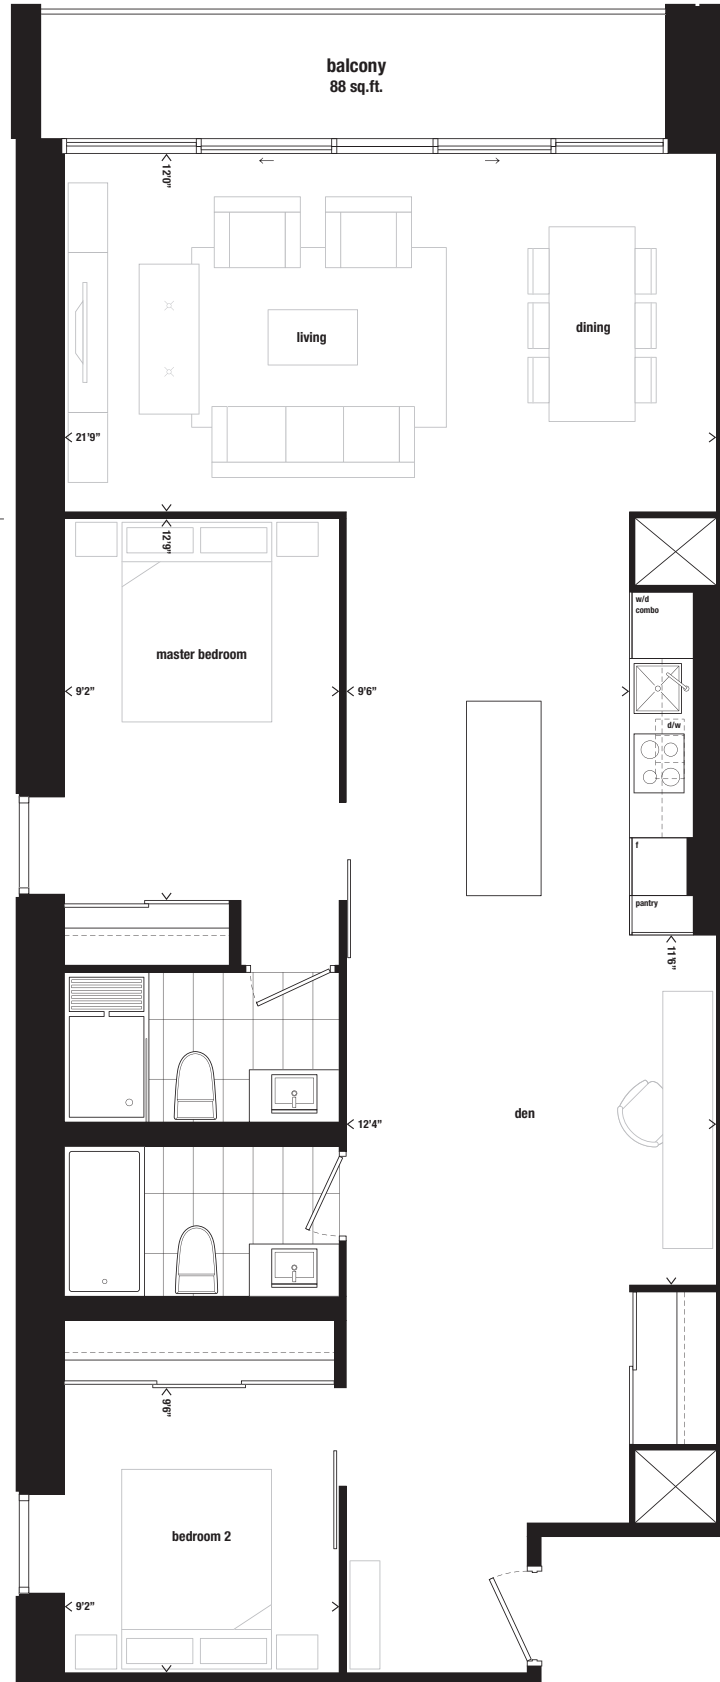 balcony
88 sq.ft.
12'0"
living
dining
21'9"
12'9"
w/d
combo
master bedroom
9'2"
9'6"
d/w
f
pantry
11'6"
den
12'4"
9'6"
bedroom 2
9'2"